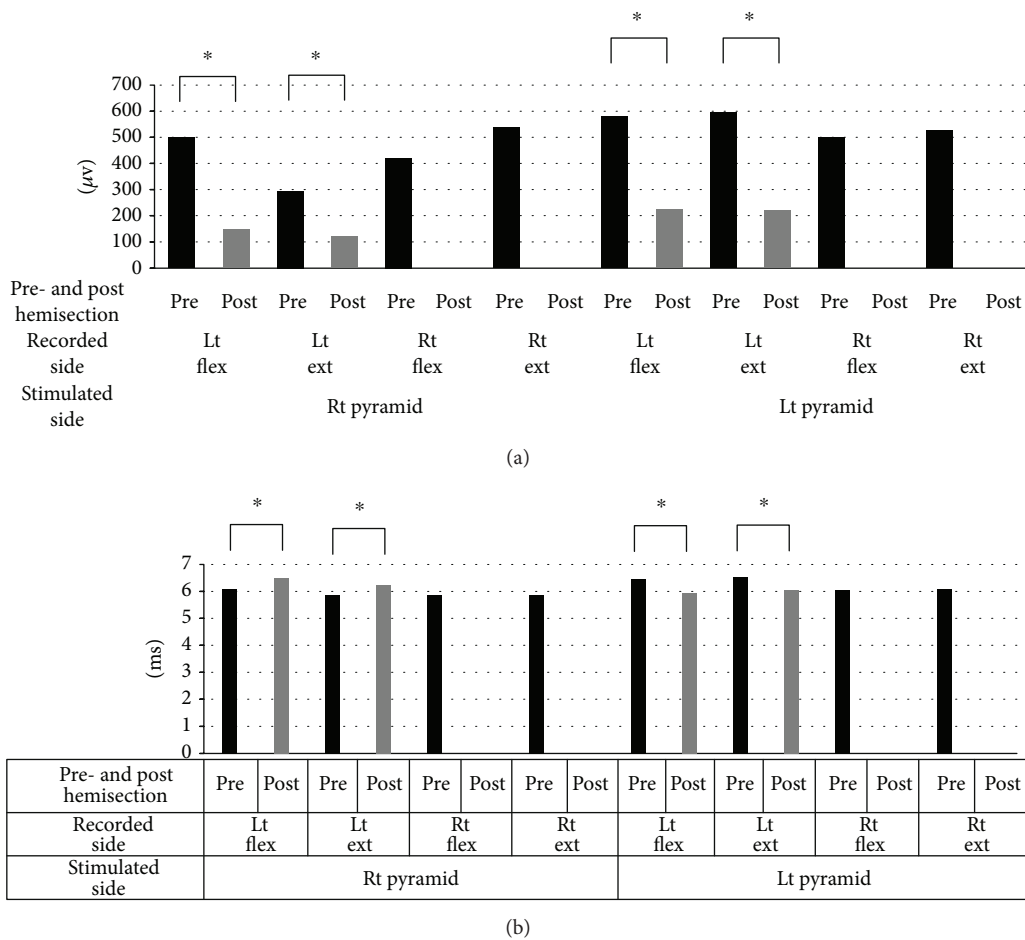 * * * *
700
600
500
400
300
200
100
0
(μv)
Pre- and post hemisection Pre Post Pre Post Pre Post Pre Post Pre Post Pre Post Pre Post Pre Post
Recorded side Lt flex Lt ext Rt flex Rt ext Lt flex Lt ext Rt flex Rt ext
Stimulated side Rt pyramid Lt pyramid
(a)
* * * *
7
6
5
4
3
2
1
0
(ms)
Pre- and post hemisection Pre Post Pre Post Pre Post Pre Post Pre Post Pre Post Pre Post Pre Post
Recorded side Lt flex Lt ext Rt flex Rt ext Lt flex Lt ext Rt flex Rt ext
Stimulated side Rt pyramid Lt pyramid
(b)